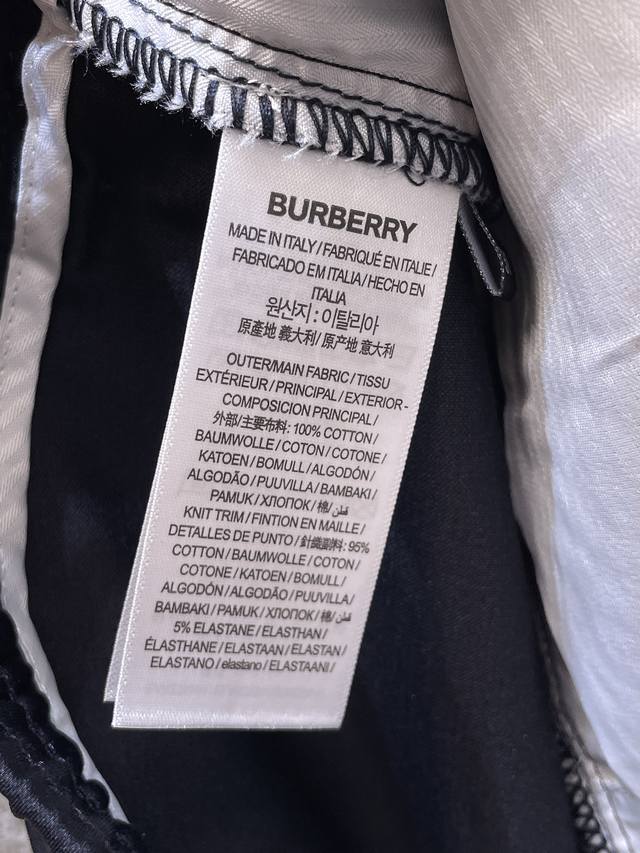 BURBERRY
MADE IN ITALY / FABRIQUÉ EN ITALIE /
FABRICADO EM ITALIA / HECHO EN
ITALIA
원산지 : 이탈리아
原產地 義大利/ 原产地 意大利
OUTER/MAIN FABRIC / TISSU
EXTÉRIEUR / PRINCIPAL / EXTERIOR -
COMPOSICION PRINCIPAL /
外部/主要布料: 100% COTTON /
BAUMWOLLE / COTON / COTONE /
KATOEN / BOMULL / ALGODÓN /
ALGODÃO / PUUVILLA / BAMBAKI /
PAMUK / ХЛОПОК / 棉/ قطن
KNIT TRIM / FINTION EN MAILLE /
DETALLES DE PUNTO / 針織副料: 95%
COTTON / BAUMWOLLE / COTON /
COTONE / KATOEN / BOMULL /
ALGODÓN / ALGODÃO / PUUVILLA /
BAMBAKI / PAMUK / ХЛОПОК / 棉/ قطن
5% ELASTANE / ELASTHAN /
ÉLASTHANE / ELASTAAN / ELASTAN /
ELASTANO / elastano / ELASTAANI /